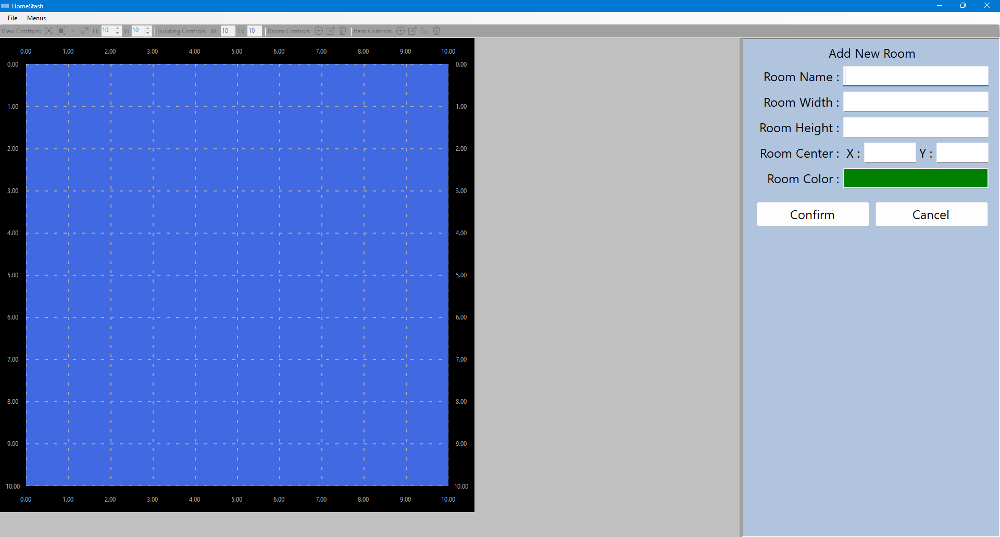 HomeStash
File Menus
View Controls: H: 10 V: 10 Building Controls: W: 10 H: 10 Room Controls: Item Controls:
0.00 1.00 2.00 3.00 4.00 5.00 6.00 7.00 8.00 9.00 10.00
0.00 0.00
1.00 1.00
2.00 2.00
3.00 3.00
4.00 4.00
5.00 5.00
6.00 6.00
7.00 7.00
8.00 8.00
9.00 9.00
10.00 10.00
0.00 1.00 2.00 3.00 4.00 5.00 6.00 7.00 8.00 9.00 10.00
Add New Room
Room Name :
Room Width :
Room Height :
Room Center : X : Y :
Room Color :
Confirm Cancel